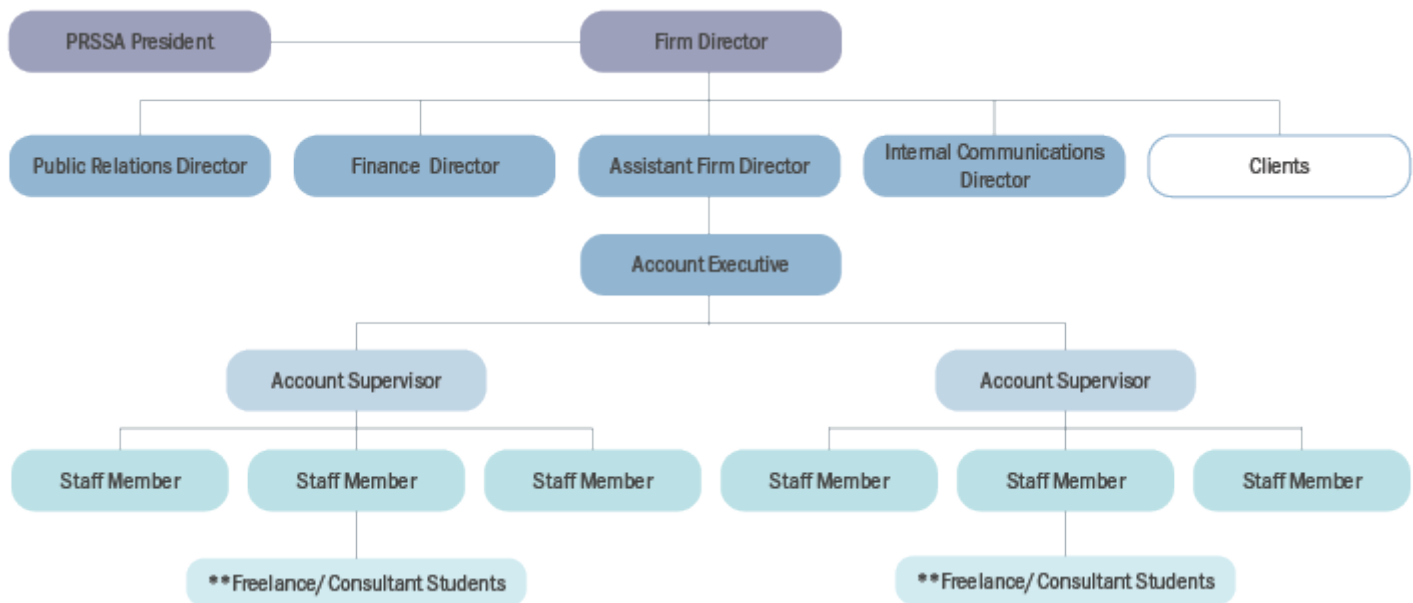 PRSSA President
Firm Director
Public Relations Director
Finance Director
Assistant Firm Director
Internal Communications
Director
Clients
Account Executive
Account Supervisor
Account Supervisor
Staff Member
Staff Member
Staff Member
Staff Member
Staff Member
Staff Member
**Freelance/ Consultant Students
**Freelance/ Consultant Students